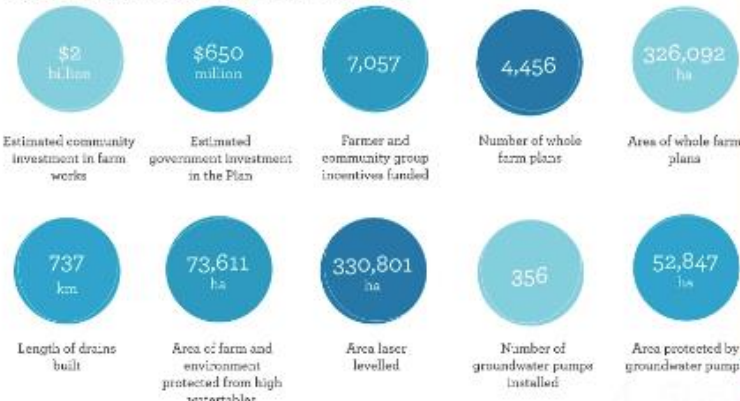 $2
billion
$650
million
7,057
4,456
326,092
ha
Estimated community
investment in farm
works
Estimated
government investment
in the Plan
Farmer and
community group
incentives funded
Number of whole
farm plans
Area of whole farm
plans
737
km
73,611
ha
330,801
ha
356
52,847
ha
Length of drains
built
Area of farm and
environment
protected from high
watertables
Area laser
levelled
Number of
groundwater pumps
installed
Area protected by
groundwater pump